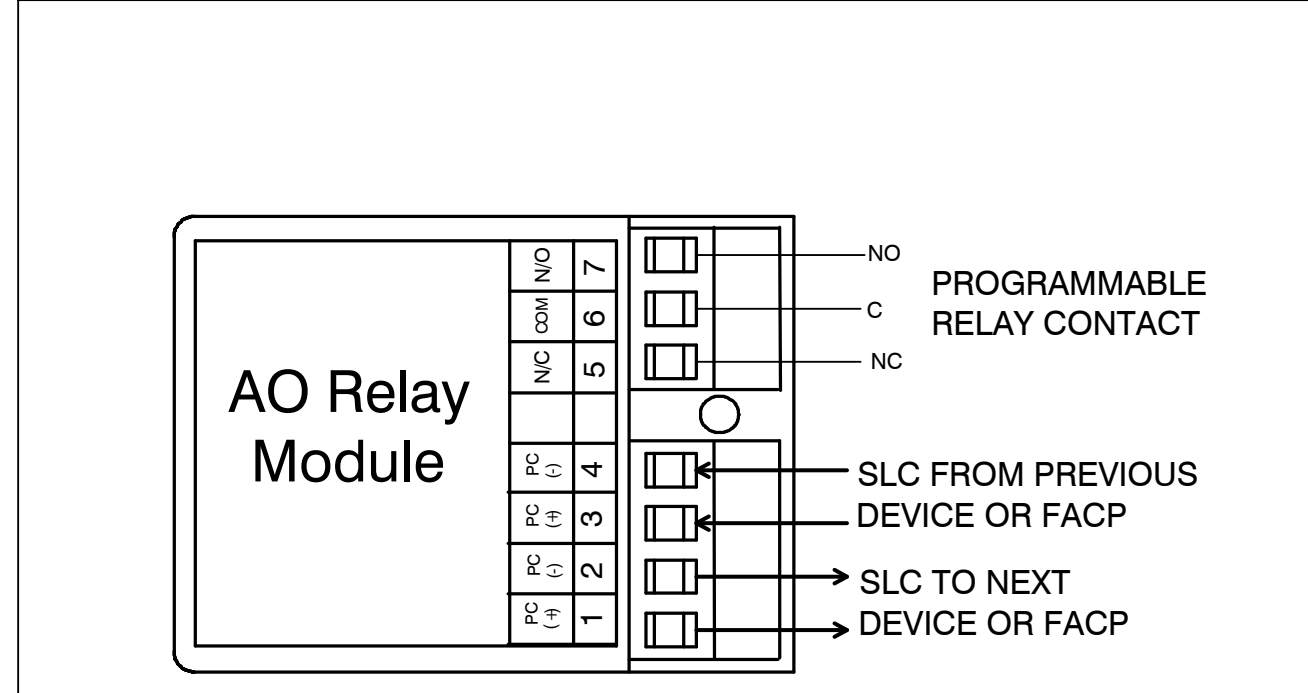 AO Relay
Module
N/O 7
COM 6
N/C 5
PC (-) 4
PC (+) 3
PC (-) 2
PC (+) 1
NO
C
NC
PROGRAMMABLE
RELAY CONTACT
SLC FROM PREVIOUS
DEVICE OR FACP
SLC TO NEXT
DEVICE OR FACP